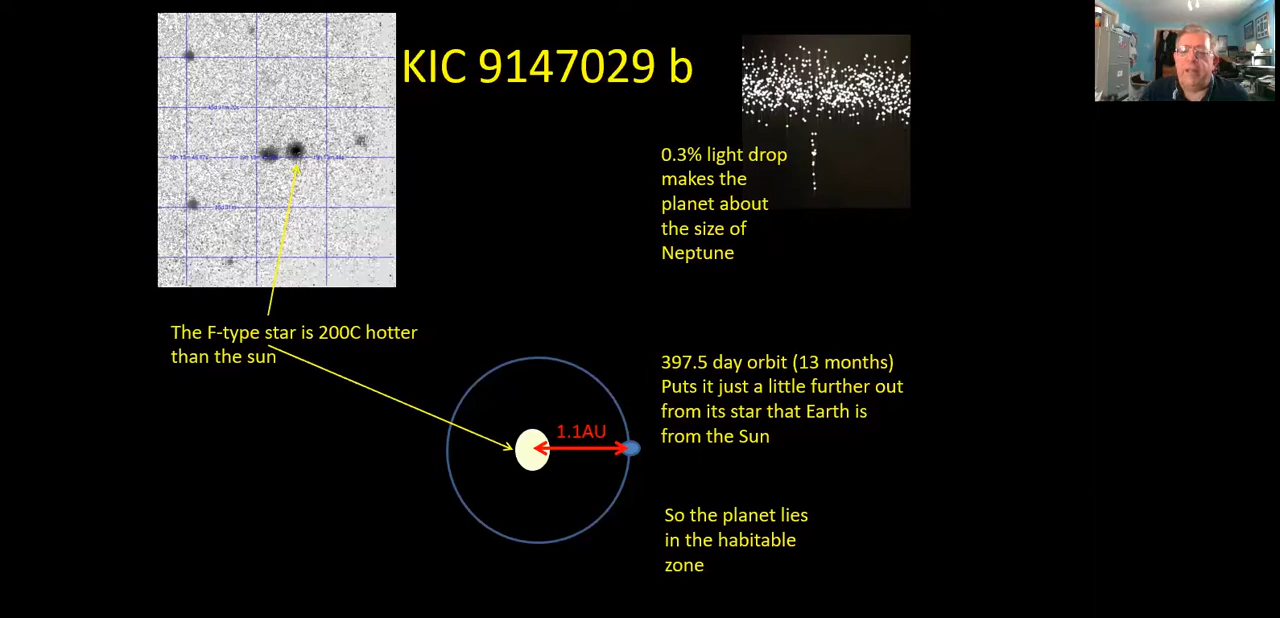 KIC 9147029 b
0.3% light drop
makes the
planet about
the size of
Neptune
The F-type star is 200C hotter
than the sun
397.5 day orbit (13 months)
Puts it just a little further out
from its star that Earth is
from the Sun
1.1AU
So the planet lies
in the habitable
zone